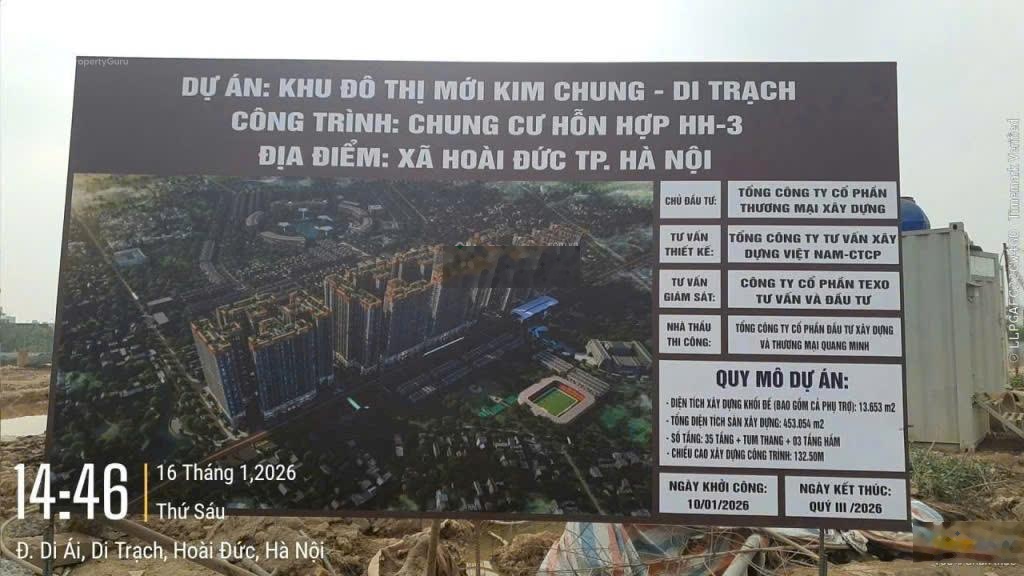 PropertyGuru
DỰ ÁN: KHU ĐÔ THỊ MỚI KIM CHUNG - DI TRẠCH
CÔNG TRÌNH: CHUNG CƯ HỖN HỢP HH-3
ĐỊA ĐIỂM: XÃ HOÀI ĐỨC TP. HÀ NỘI
CHỦ ĐẦU TƯ:
TỔNG CÔNG TY CỔ PHẦN
THƯƠNG MẠI XÂY DỰNG
TƯ VẤN
THIẾT KẾ:
TỔNG CÔNG TY TƯ VẤN XÂY
DỰNG VIỆT NAM-CTCP
TƯ VẤN
GIÁM SÁT:
CÔNG TY CỔ PHẦN TEXO
TƯ VẤN VÀ ĐẦU TƯ
NHÀ THẦU
THI CÔNG:
TỔNG CÔNG TY CỔ PHẦN ĐẦU TƯ XÂY DỰNG
VÀ THƯƠNG MẠI QUANG MINH
QUY MÔ DỰ ÁN:
- DIỆN TÍCH XÂY DỰNG KHỐI ĐẾ (BAO GỒM CẢ PHỤ TRỢ): 13.653 m2
- TỔNG DIỆN TÍCH SÀN XÂY DỰNG: 453.054 m2
- SỐ TẦNG: 35 TẦNG + TUM THANG + 03 TẦNG HẦM
- CHIỀU CAO XÂY DỰNG CÔNG TRÌNH: 132.50M
NGÀY KHỞI CÔNG:
10/01/2026
NGÀY KẾT THÚC:
QUÝ III /2026
14:46
16 Tháng 1,2026
Thứ Sáu
Đ. Di Ái, Di Trạch, Hoài Đức, Hà Nội
Timemark Verified